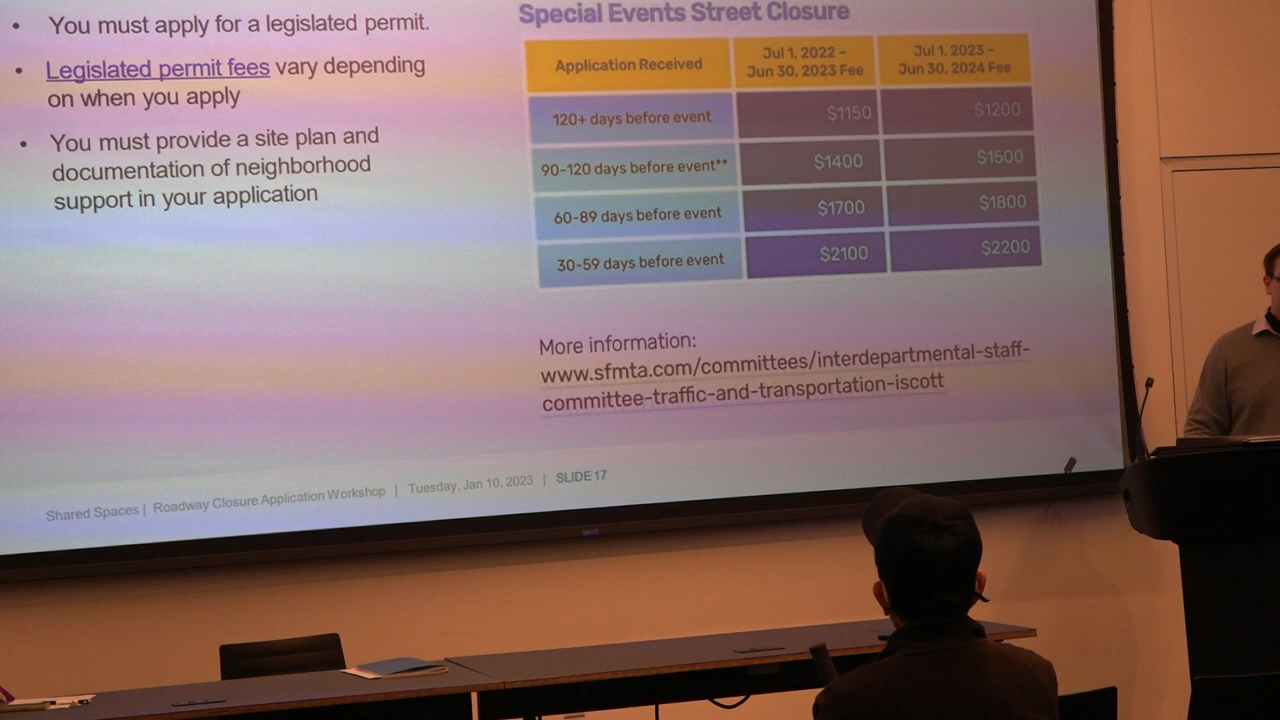 • You must apply for a legislated permit.
• Legislated permit fees vary depending
on when you apply
• You must provide a site plan and
documentation of neighborhood
support in your application
Special Events Street Closure
Application Received
Jul 1, 2022 –
Jun 30, 2023 Fee
Jul 1, 2023 –
Jun 30, 2024 Fee
120+ days before event $1150 $1200
90-120 days before event** $1400 $1500
60-89 days before event $1700 $1800
30-59 days before event $2100 $2200
More information:
www.sfmta.com/committees/interdepartmental-staff-
committee-traffic-and-transportation-iscott
Shared Spaces | Roadway Closure Application Workshop | Tuesday, Jan 10, 2023 | SLIDE 17